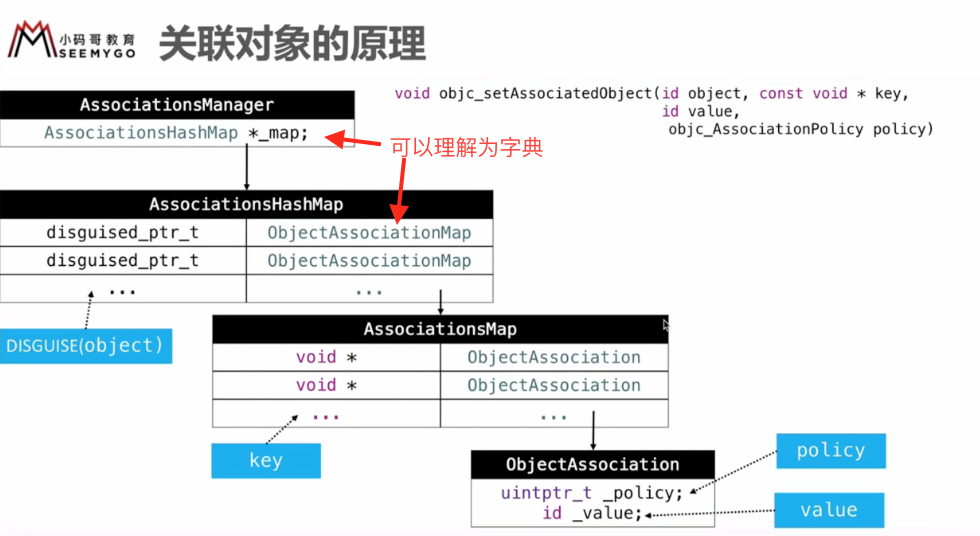 小码哥教育
SEEMYGO
关联对象的原理
void objc_setAssociatedObject(id object, const void * key,
id value,
objc_AssociationPolicy policy)
AssociationsManager
AssociationsHashMap *_map;
可以理解为字典
AssociationsHashMap
disguised_ptr_t ObjectAssociationMap
disguised_ptr_t ObjectAssociationMap
... ...
DISGUISE(object)
AssociationsMap
void * ObjectAssociation
void * ObjectAssociation
... ...
key
ObjectAssociation
uintptr_t _policy;
id _value;
policy
value